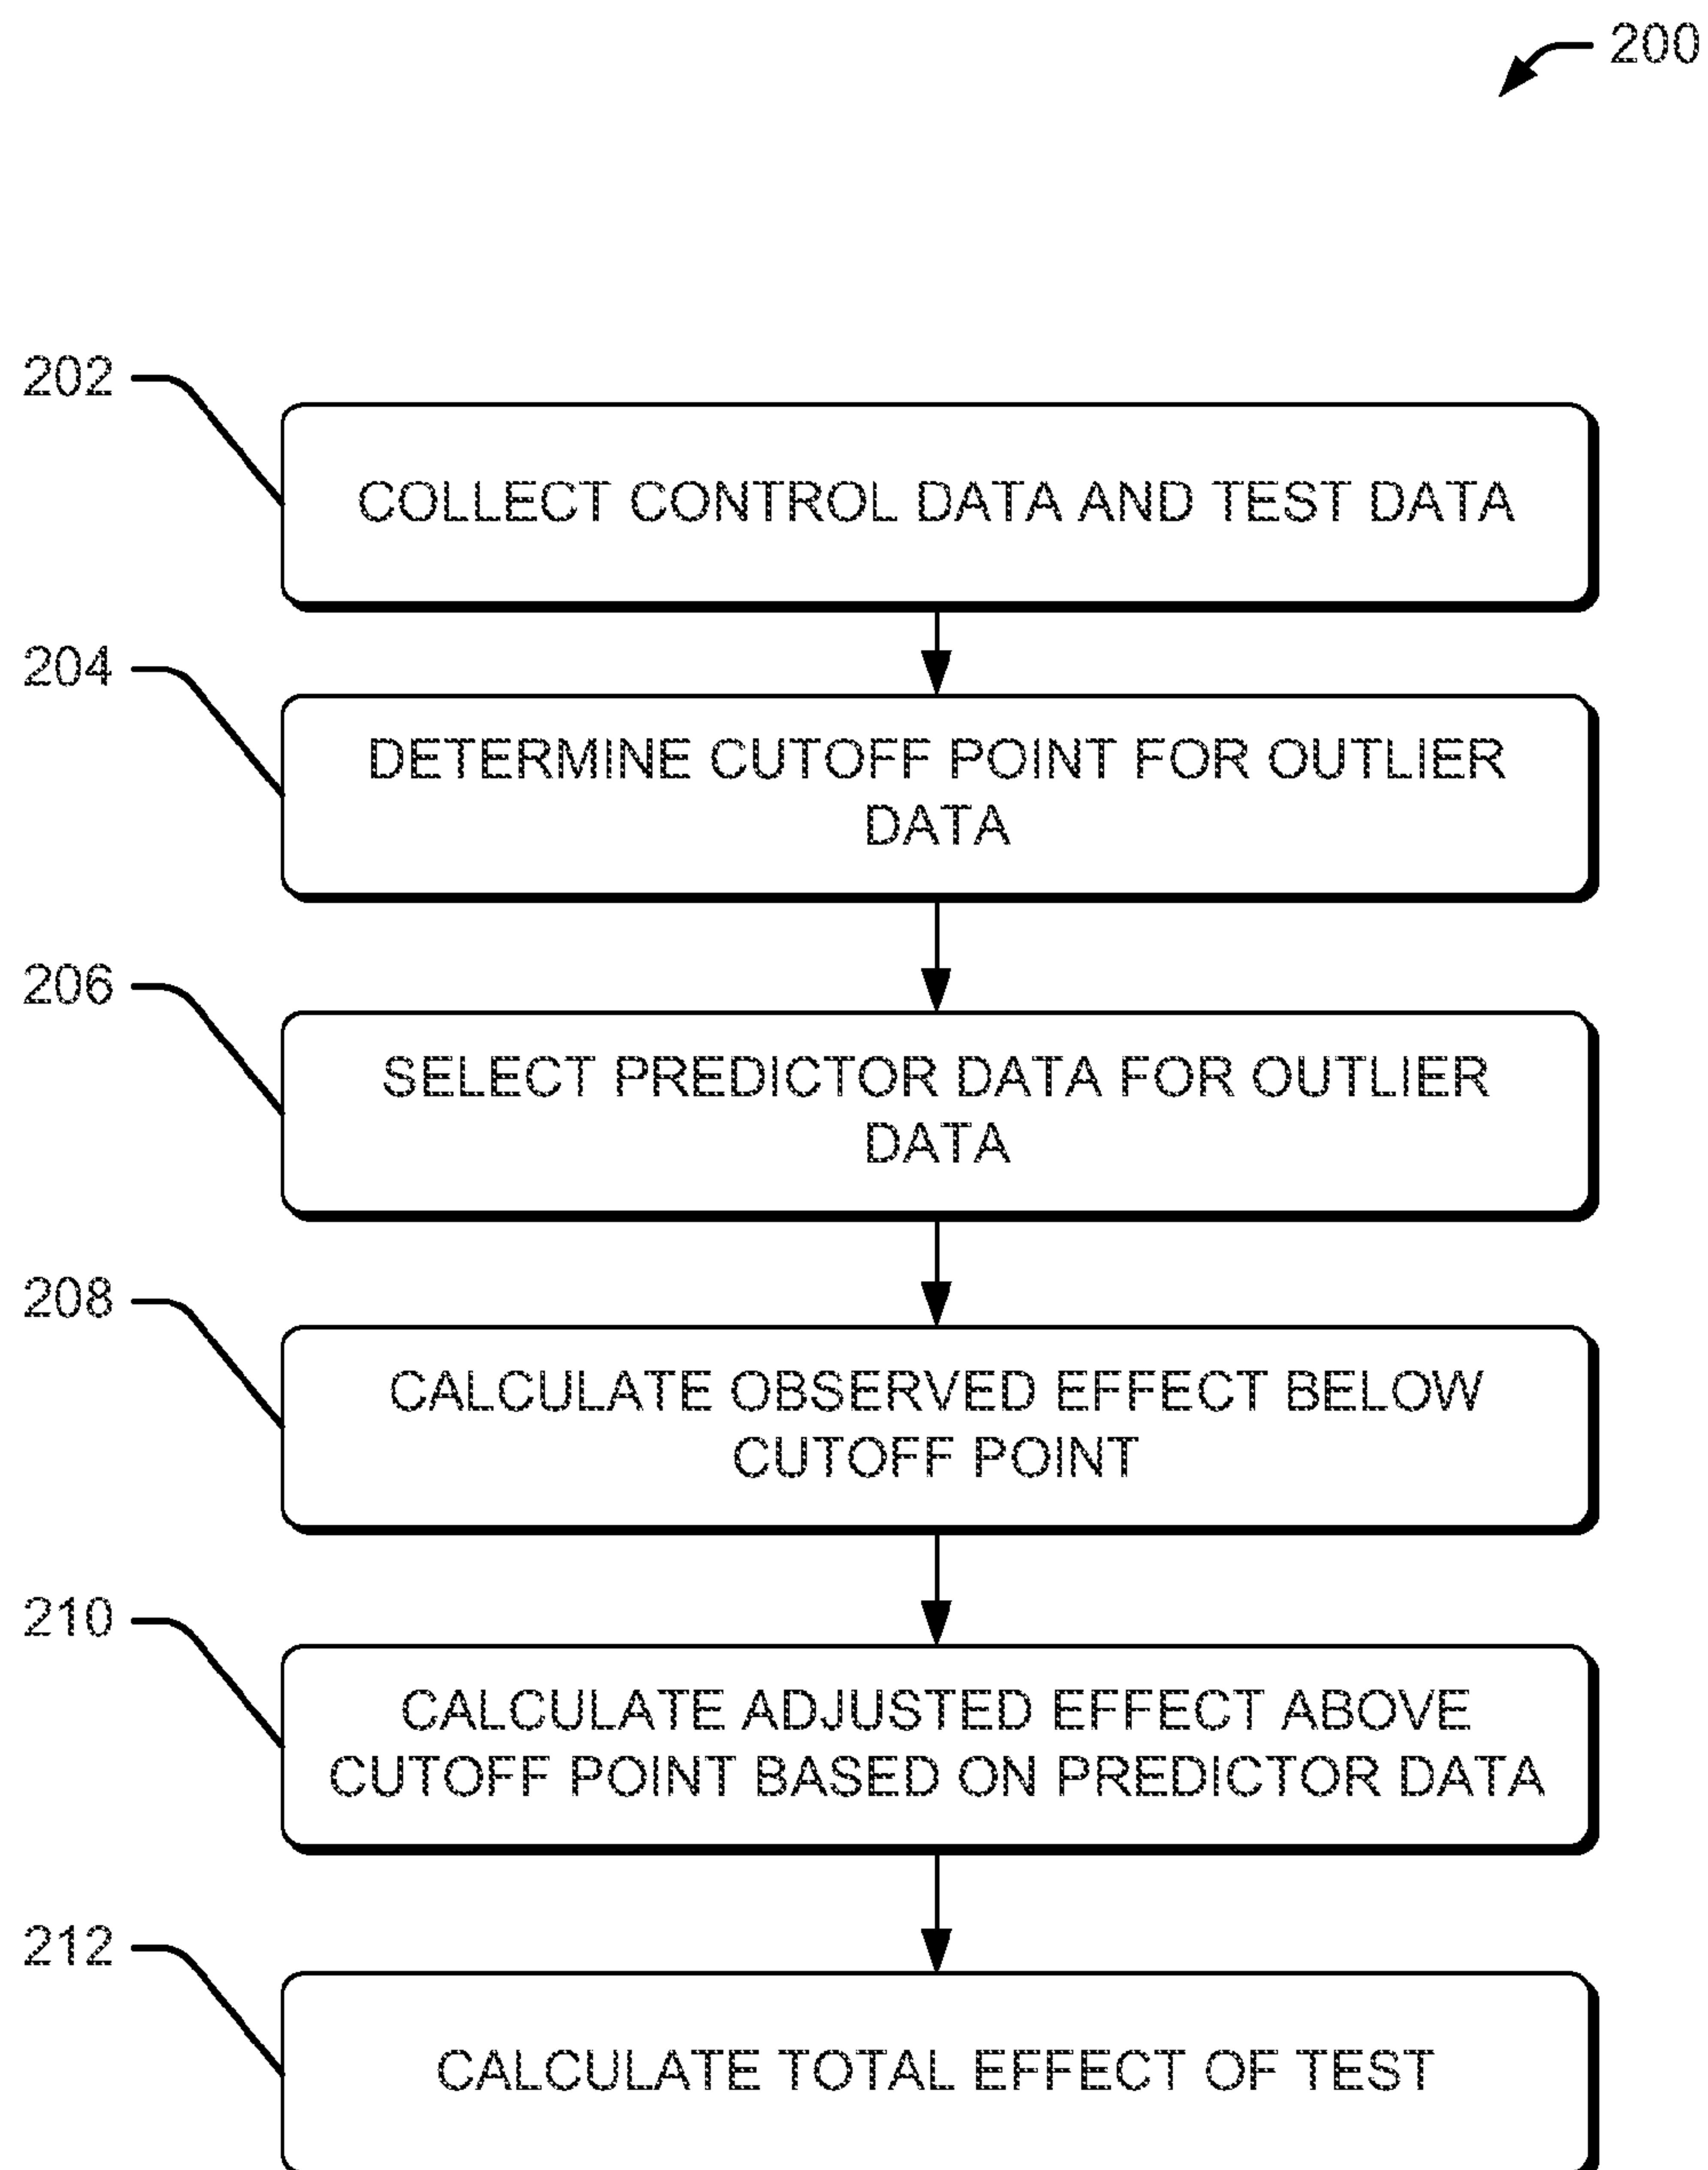 200
202
COLLECT CONTROL DATA AND TEST DATA
204
DETERMINE CUTOFF POINT FOR OUTLIER
DATA
206
SELECT PREDICTOR DATA FOR OUTLIER
DATA
208
CALCULATE OBSERVED EFFECT BELOW
CUTOFF POINT
210
CALCULATE ADJUSTED EFFECT ABOVE
CUTOFF POINT BASED ON PREDICTOR DATA
212
CALCULATE TOTAL EFFECT OF TEST